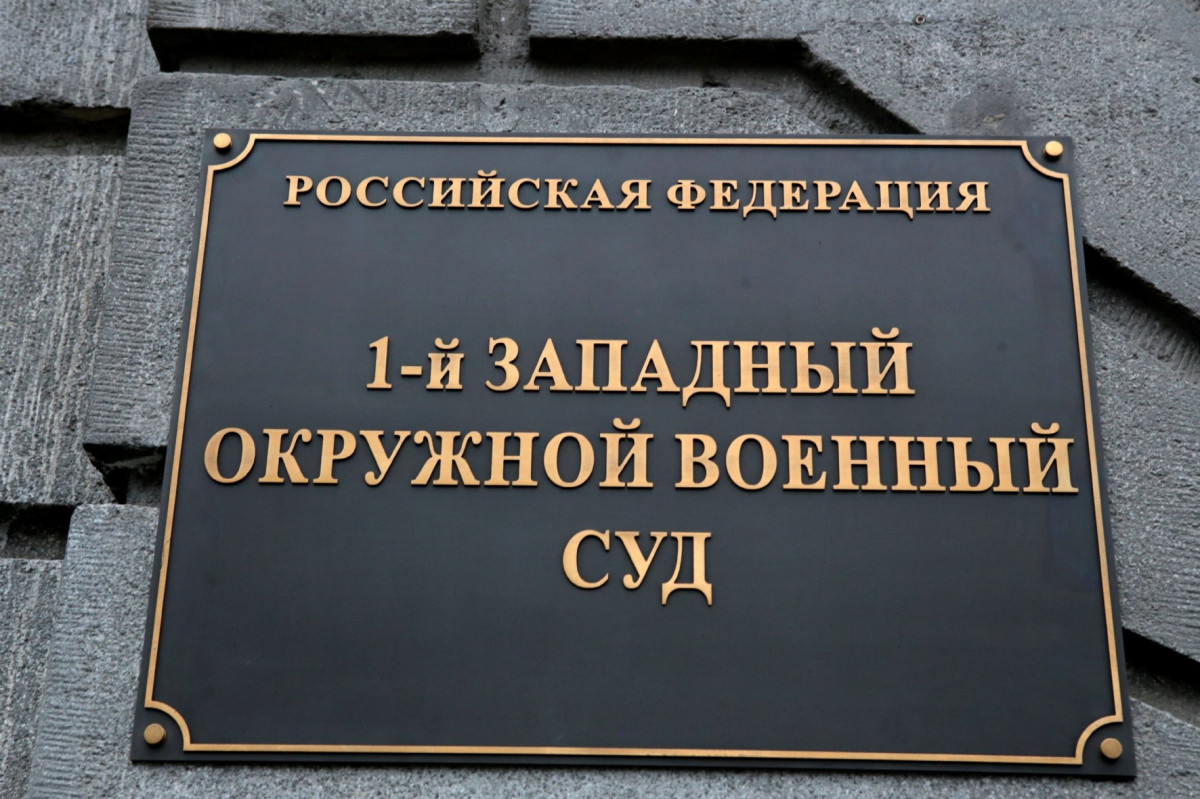 РОССИЙСКАЯ ФЕДЕРАЦИЯ
1-й ЗАПАДНЫЙ
ОКРУЖНОЙ ВОЕННЫЙ
СУД